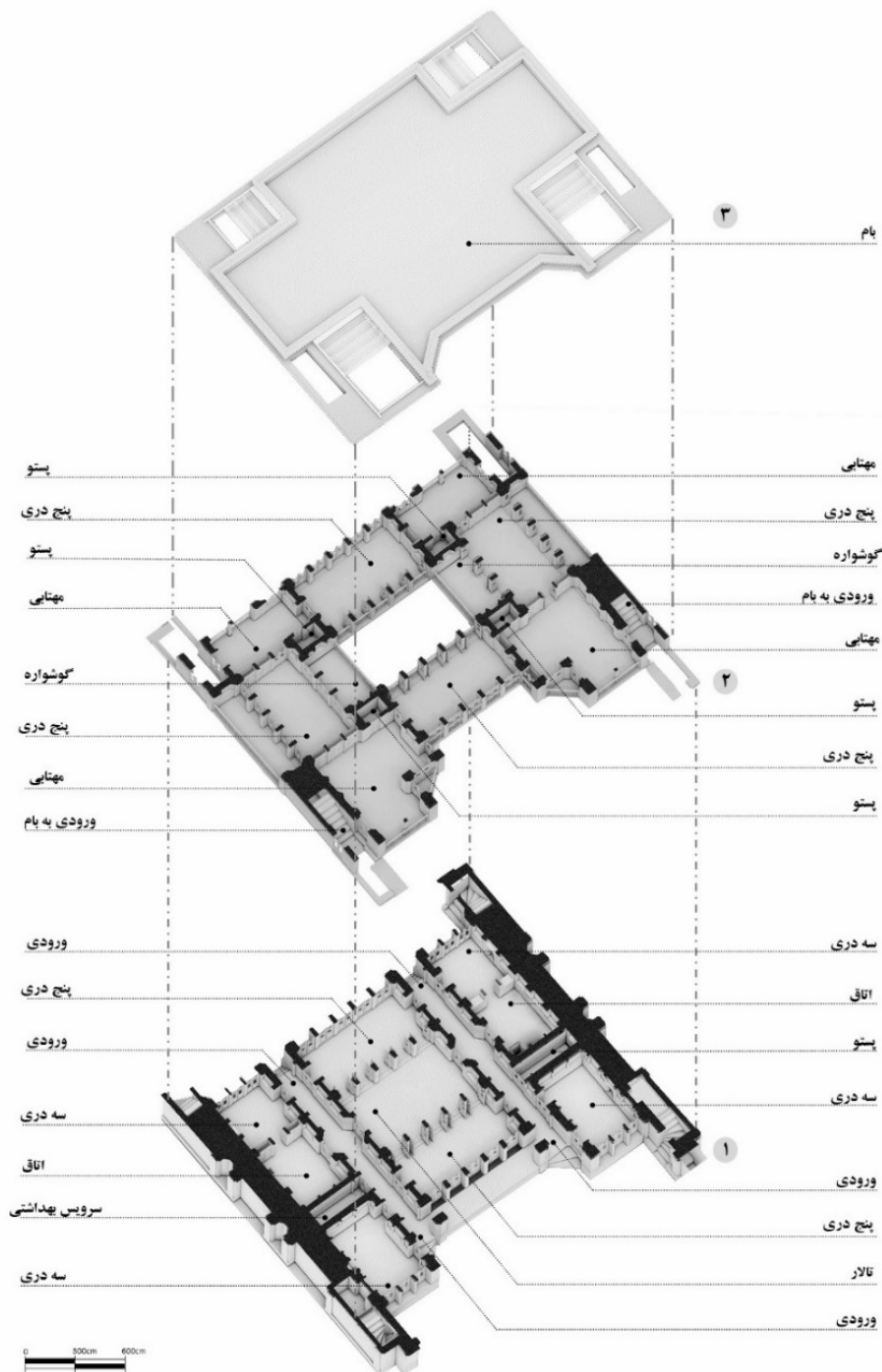 ۳
بام
مهتابی
پنج دری
گوشواره
ورودی به بام
مهتابی
۲
پستو
پنج دری
پستو
پستو
پنج دری
پستو
مهتابی
گوشواره
پنج دری
مهتابی
ورودی به بام
سه دری
اتاق
پستو
سه دری
۱
ورودی
پنج دری
تالار
ورودی
ورودی
پنج دری
ورودی
سه دری
اتاق
سرویس بهداشتی
سه دری
0 300cm 600cm